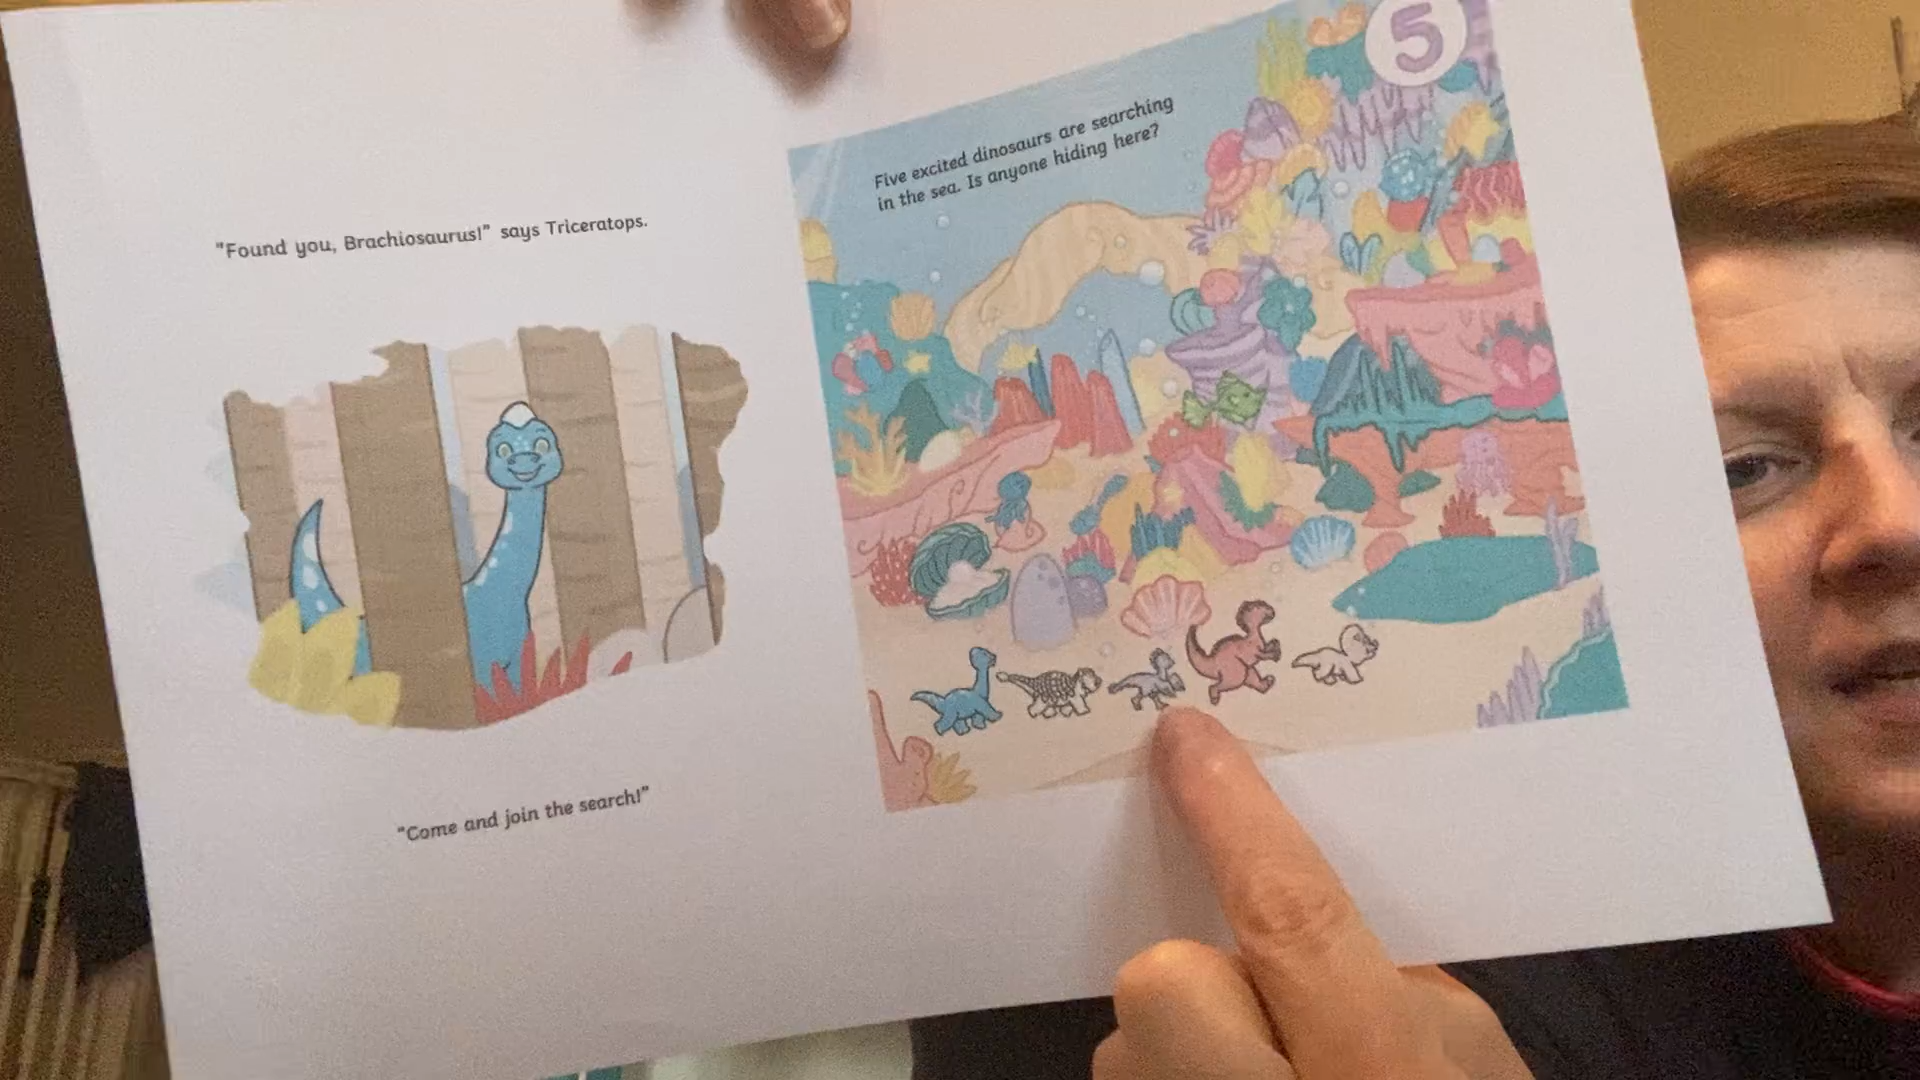 "Found you, Brachiosaurus!" says Triceratops.
"Come and join the search!"
5
Five excited dinosaurs are searching
in the sea. Is anyone hiding here?